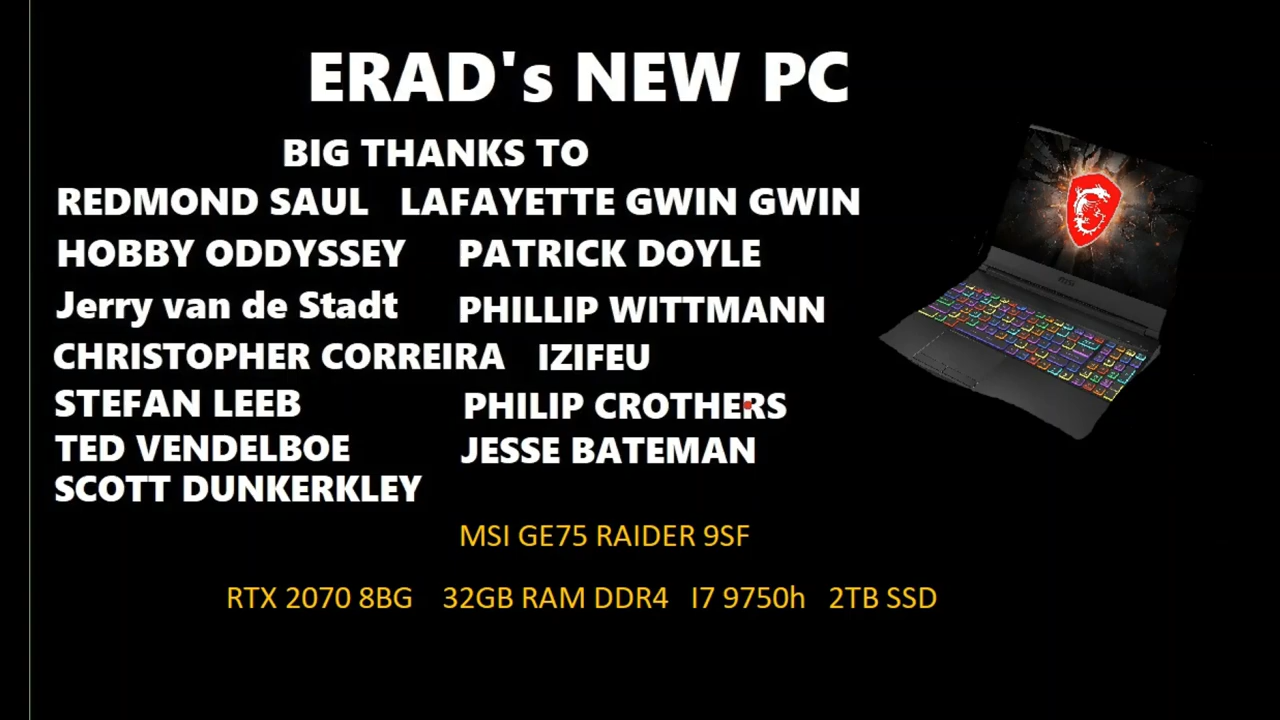 ERAD's NEW PC
BIG THANKS TO
REDMOND SAUL LAFAYETTE GWIN GWIN
HOBBY ODDYSSEY PATRICK DOYLE
Jerry van de Stadt PHILLIP WITTMANN
CHRISTOPHER CORREIRA IZIFEU
STEFAN LEEB PHILIP CROTHERS
TED VENDELBOE JESSE BATEMAN
SCOTT DUNKERKLEY
MSI GE75 RAIDER 9SF
RTX 2070 8BG 32GB RAM DDR4 I7 9750h 2TB SSD